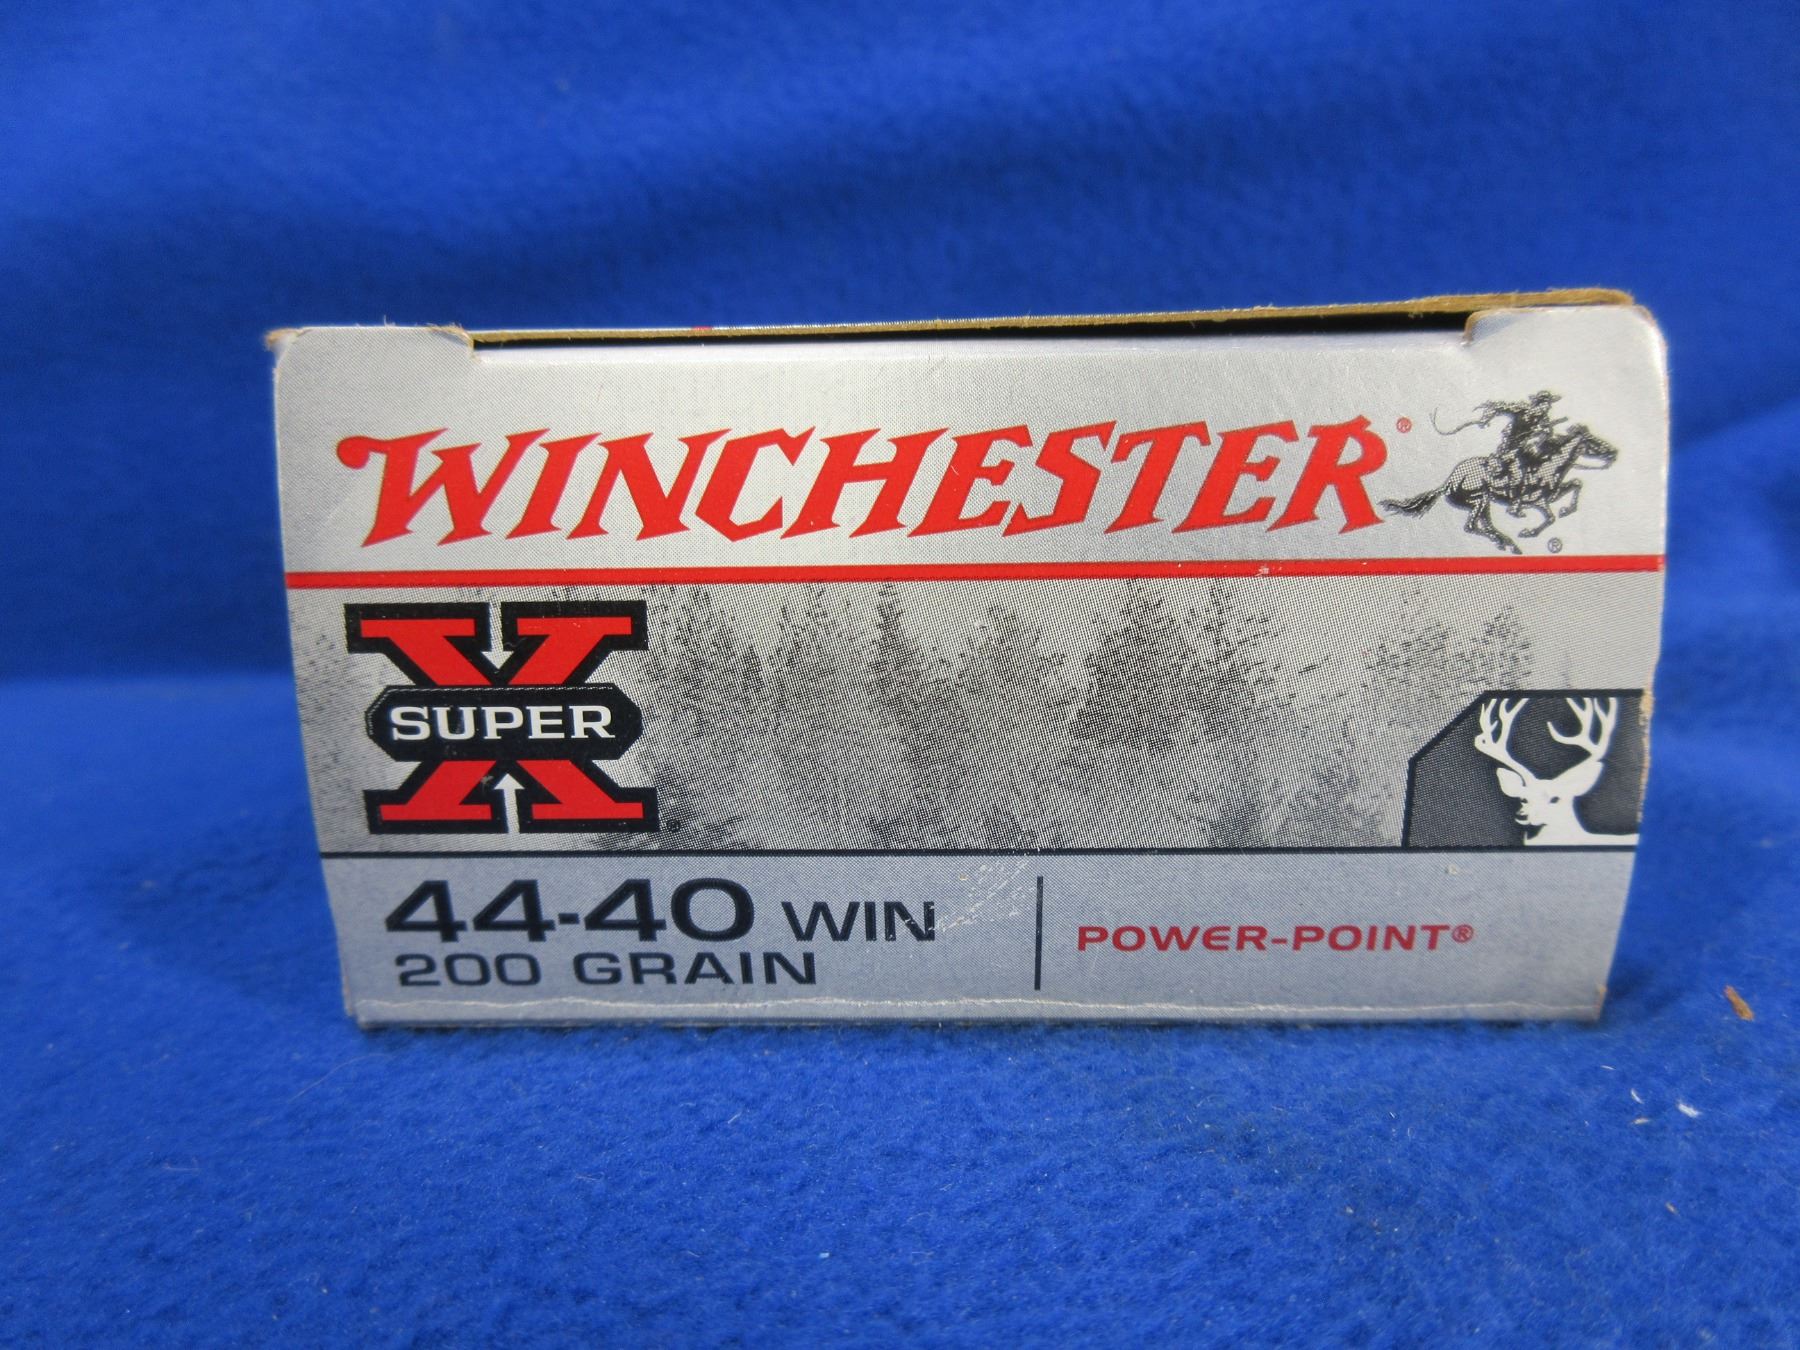 WINCHESTER®
®
X
SUPER
®
44-40 WIN
200 GRAIN
POWER-POINT®